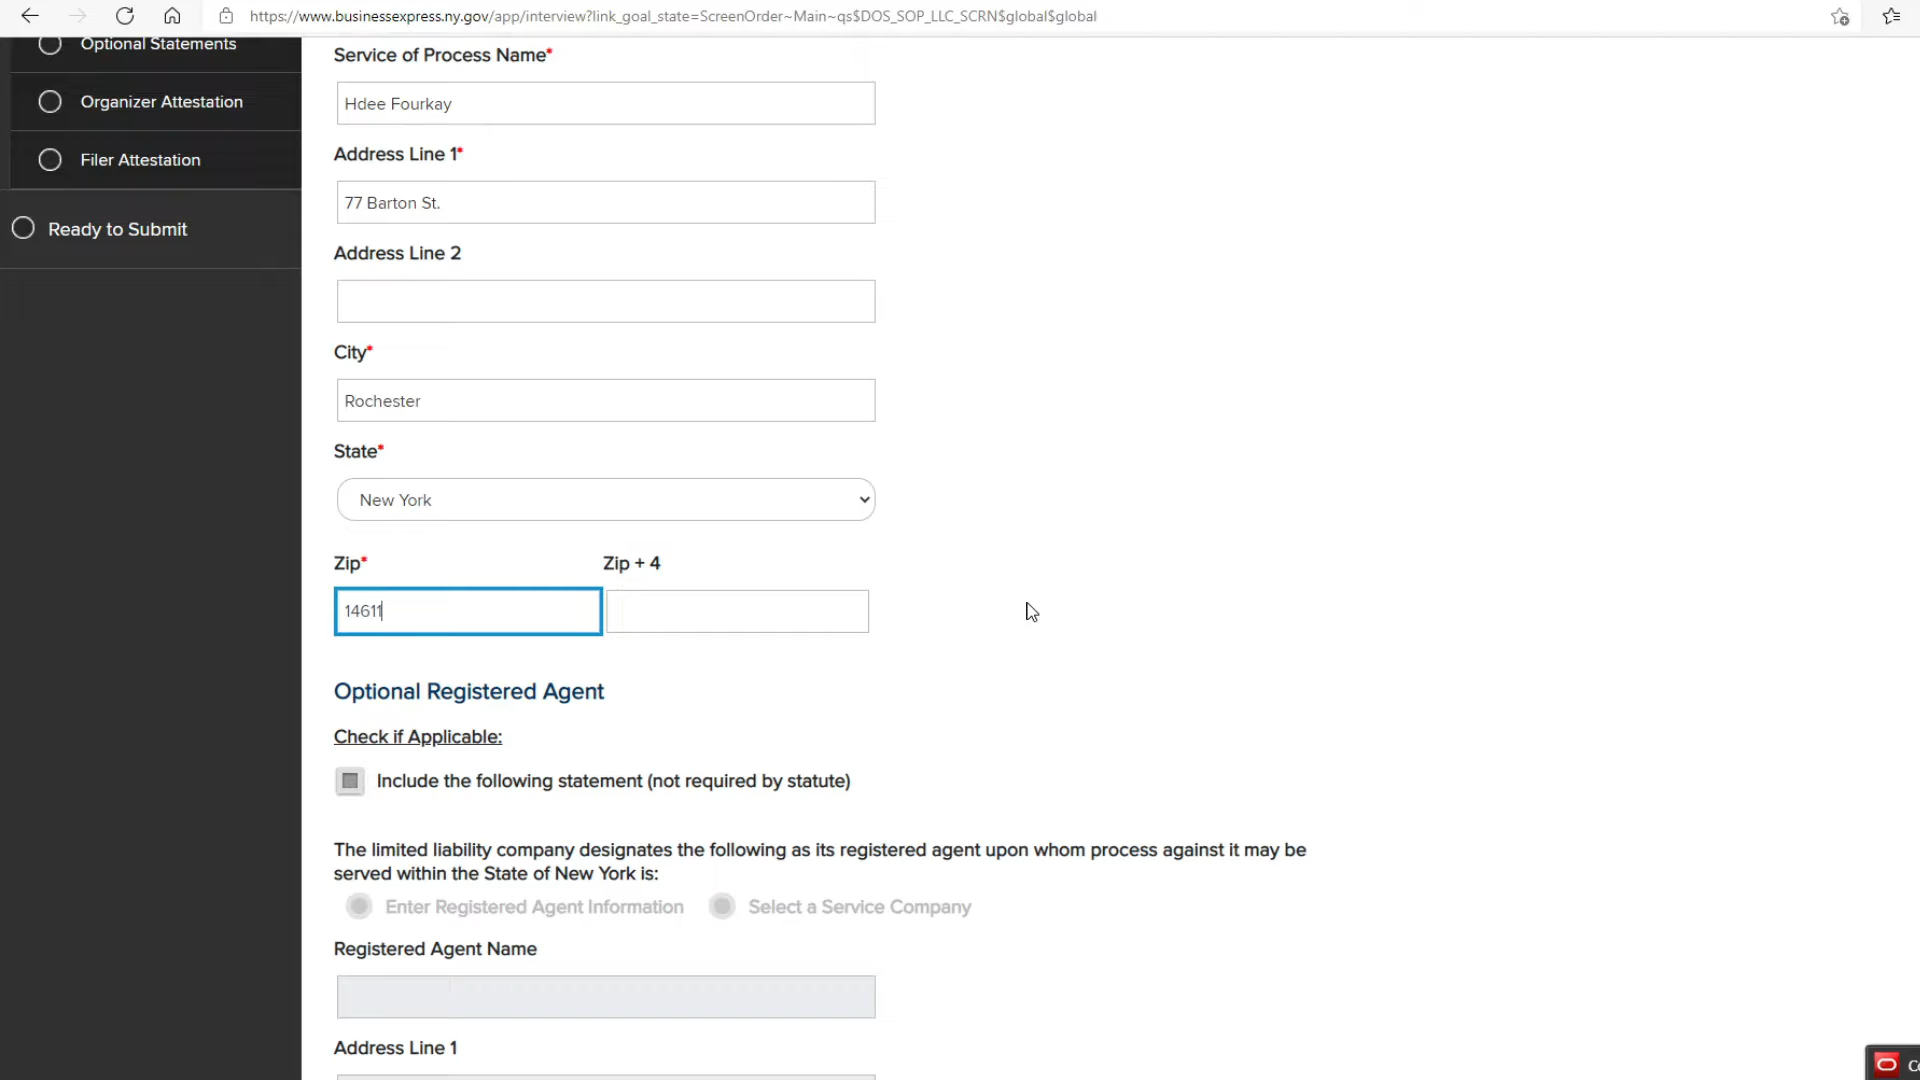 https://www.businessexpress.ny.gov/app/interview?link_goal_state=ScreenOrder~Main~qs$DOS_SOP_LLC_SCRN$global$global
Optional Statements
Organizer Attestation
Filer Attestation
Ready to Submit
Service of Process Name*
Hdee Fourkay
Address Line 1*
77 Barton St.
Address Line 2
City*
Rochester
State*
New York
Zip*
Zip + 4
14611
Optional Registered Agent
Check if Applicable:
Include the following statement (not required by statute)
The limited liability company designates the following as its registered agent upon whom process against it may be
served within the State of New York is:
Enter Registered Agent Information
Select a Service Company
Registered Agent Name
Address Line 1